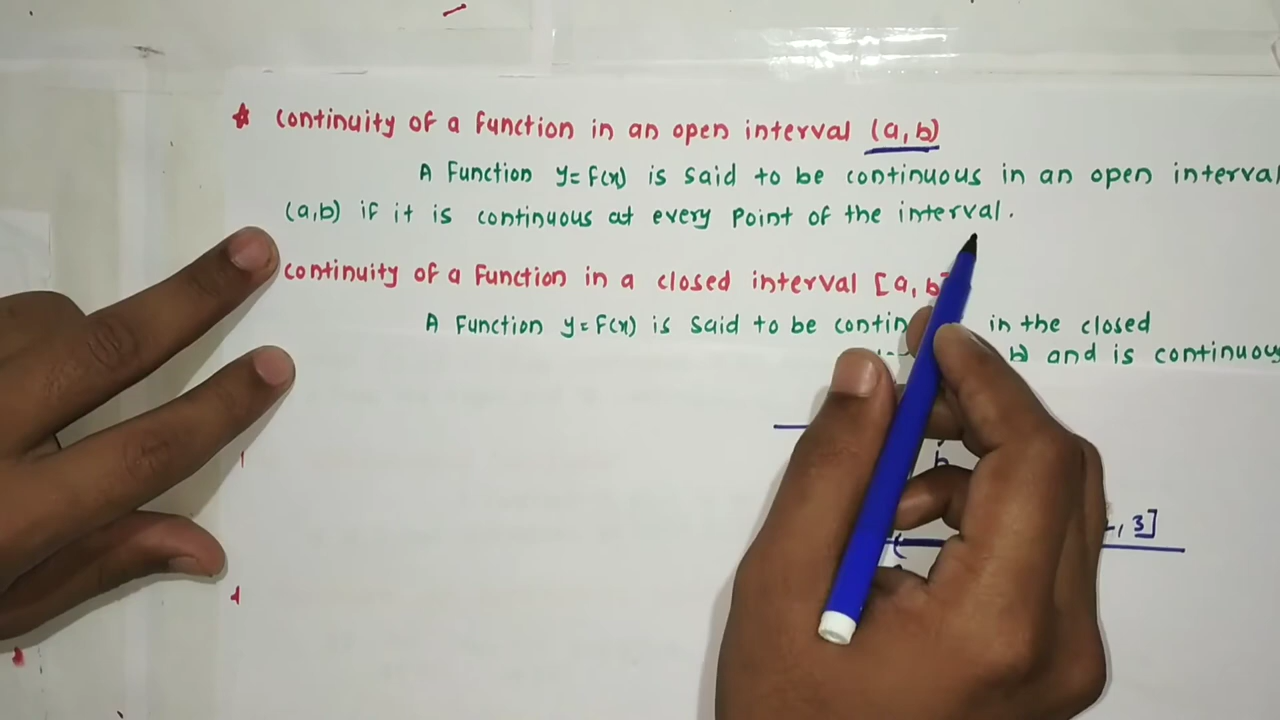 continuity of a function in an open interval (a,b)
A Function y=f(x) is said to be continuous in an open interval
(a,b) if it is continuous at every point of the interval.
continuity of a function in a closed interval [a, b]
A Function y=F(x) is said to be in the closed
b and is continuous
b
, 3]